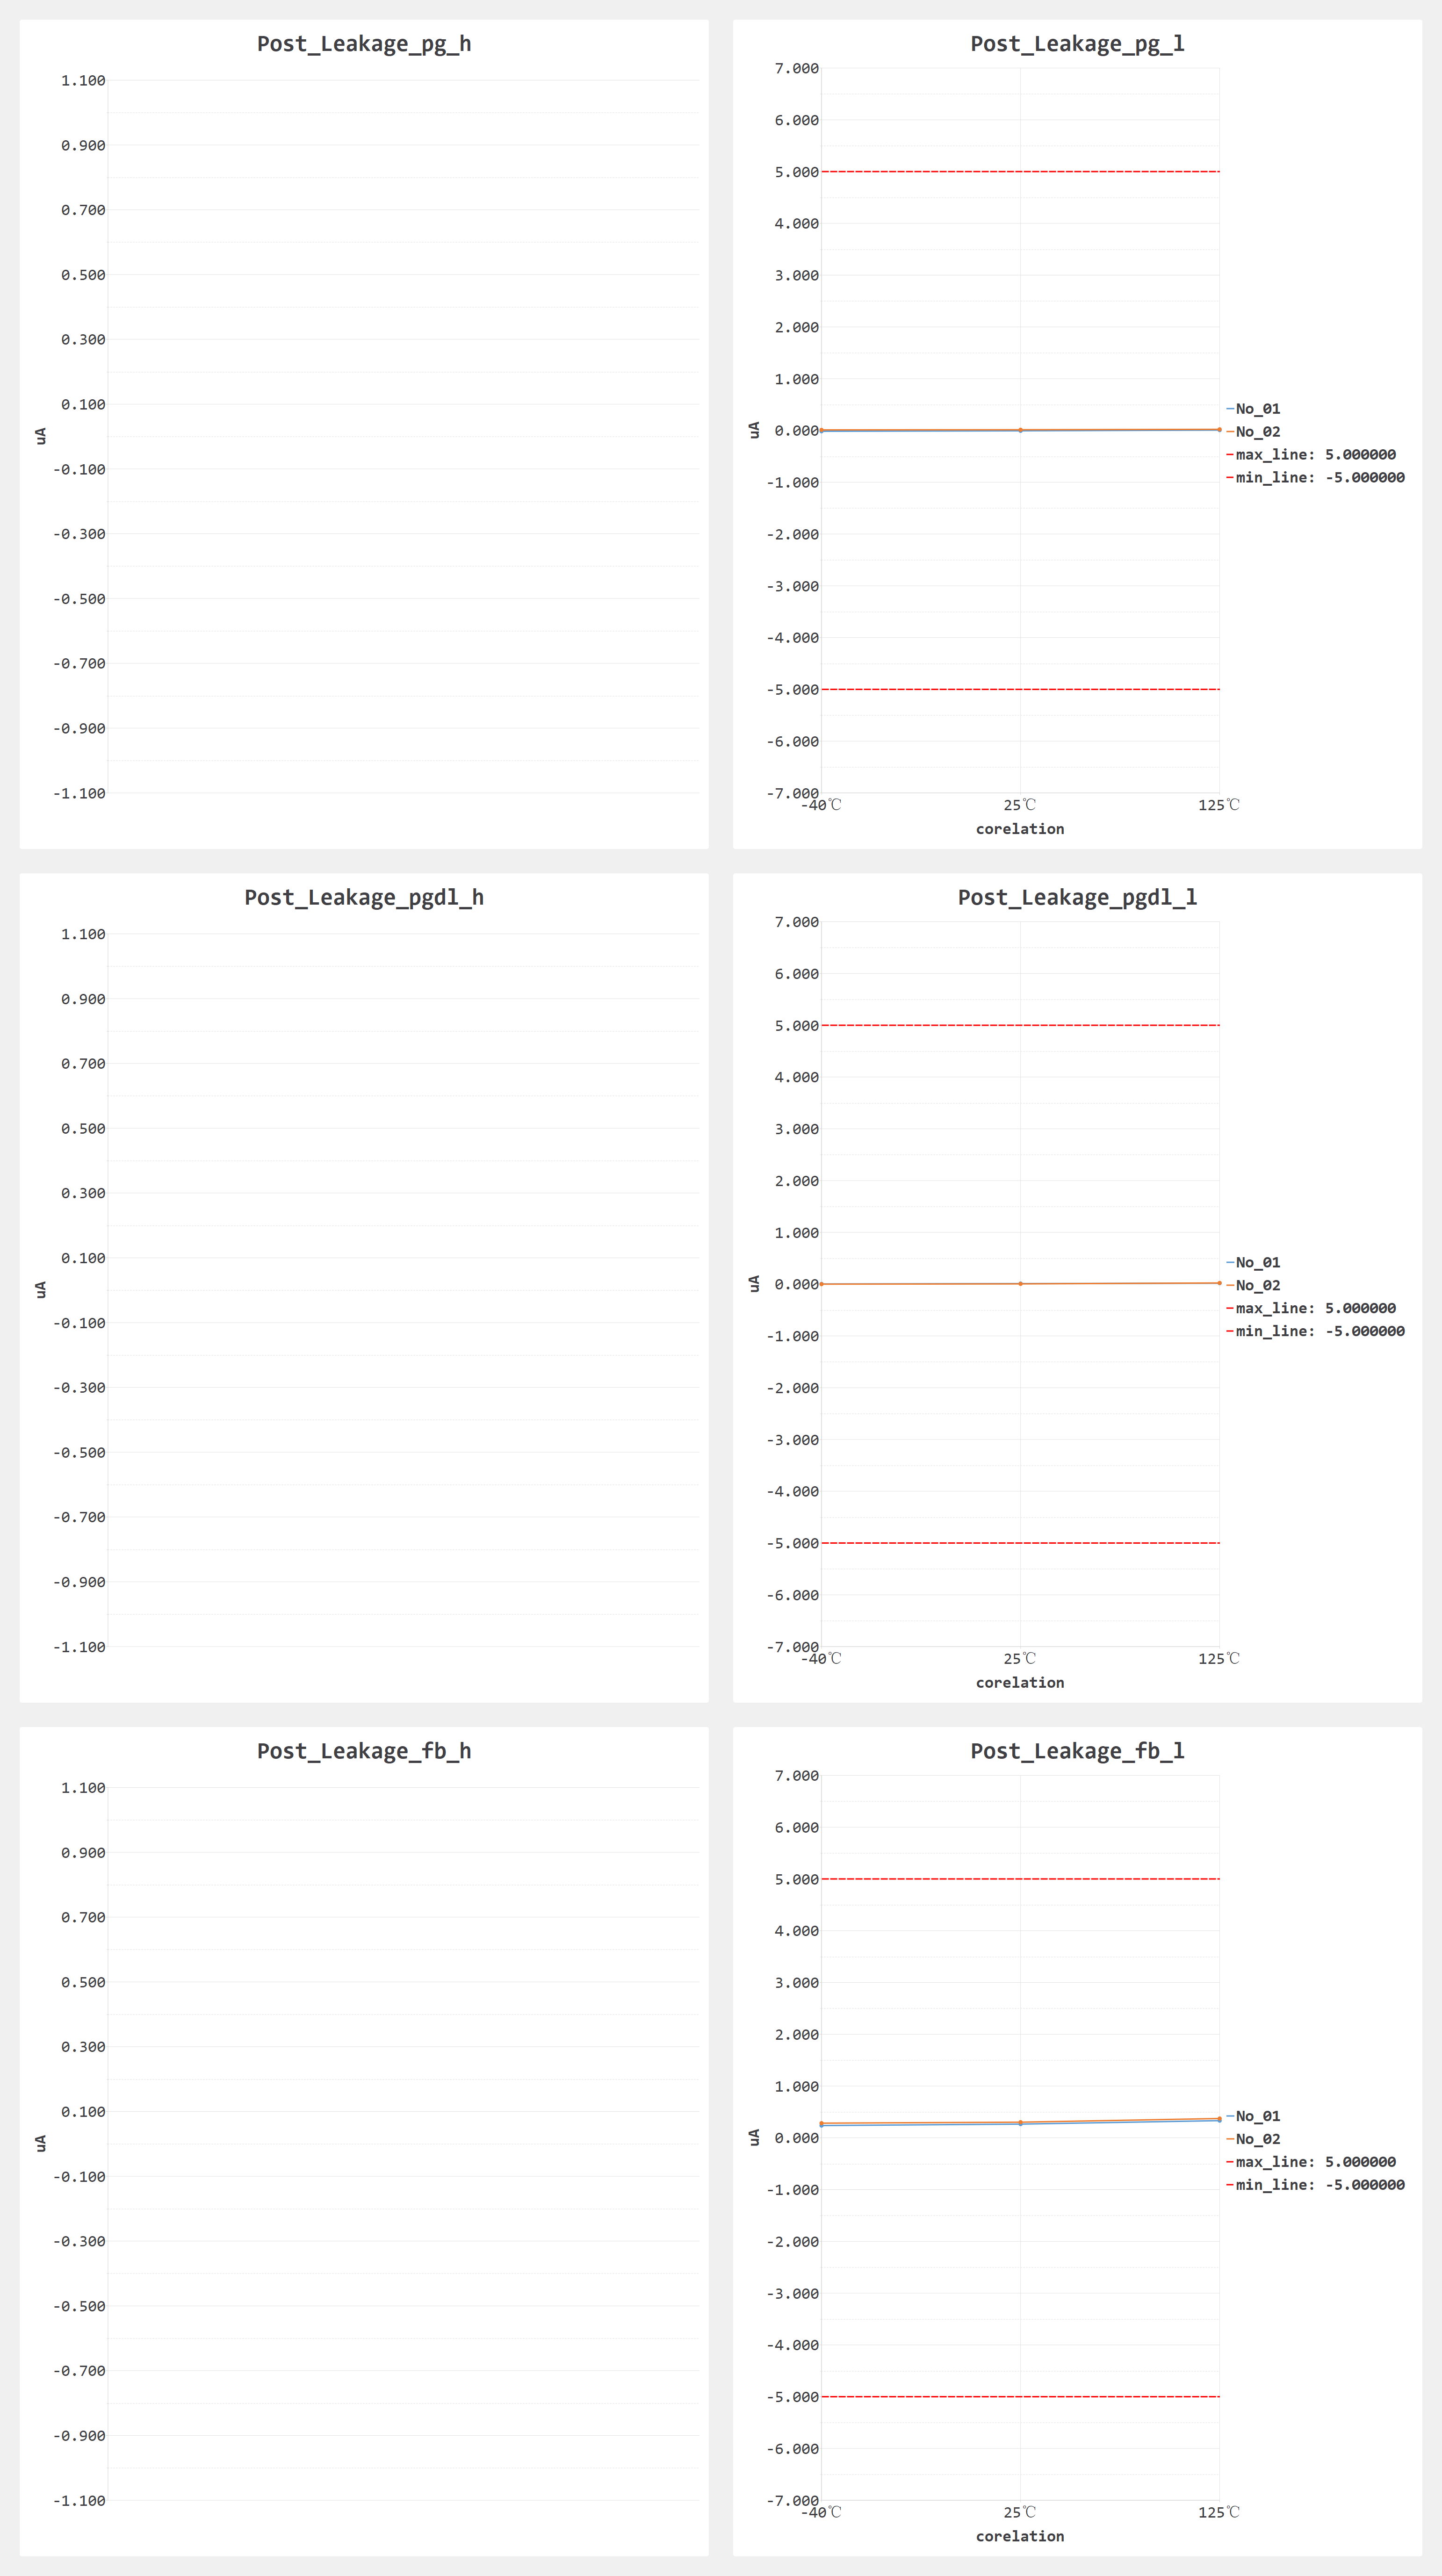 Post_Leakage_pg_h
1.100
0.900
0.700
0.500
0.300
0.100
uA
-0.100
-0.300
-0.500
-0.700
-0.900
-1.100
Post_Leakage_pg_l
7.000
6.000
5.000
4.000
3.000
2.000
1.000
uA
0.000
-1.000
-2.000
-3.000
-4.000
-5.000
-6.000
-7.000
-40℃ 25℃ 125℃
corelation
No_01
No_02
max_line: 5.000000
min_line: -5.000000
Post_Leakage_pgdl_h
1.100
0.900
0.700
0.500
0.300
0.100
uA
-0.100
-0.300
-0.500
-0.700
-0.900
-1.100
Post_Leakage_pgdl_l
7.000
6.000
5.000
4.000
3.000
2.000
1.000
uA
0.000
-1.000
-2.000
-3.000
-4.000
-5.000
-6.000
-7.000
-40℃ 25℃ 125℃
corelation
No_01
No_02
max_line: 5.000000
min_line: -5.000000
Post_Leakage_fb_h
1.100
0.900
0.700
0.500
0.300
0.100
uA
-0.100
-0.300
-0.500
-0.700
-0.900
-1.100
Post_Leakage_fb_l
7.000
6.000
5.000
4.000
3.000
2.000
1.000
uA
0.000
-1.000
-2.000
-3.000
-4.000
-5.000
-6.000
-7.000
-40℃ 25℃ 125℃
corelation
No_01
No_02
max_line: 5.000000
min_line: -5.000000